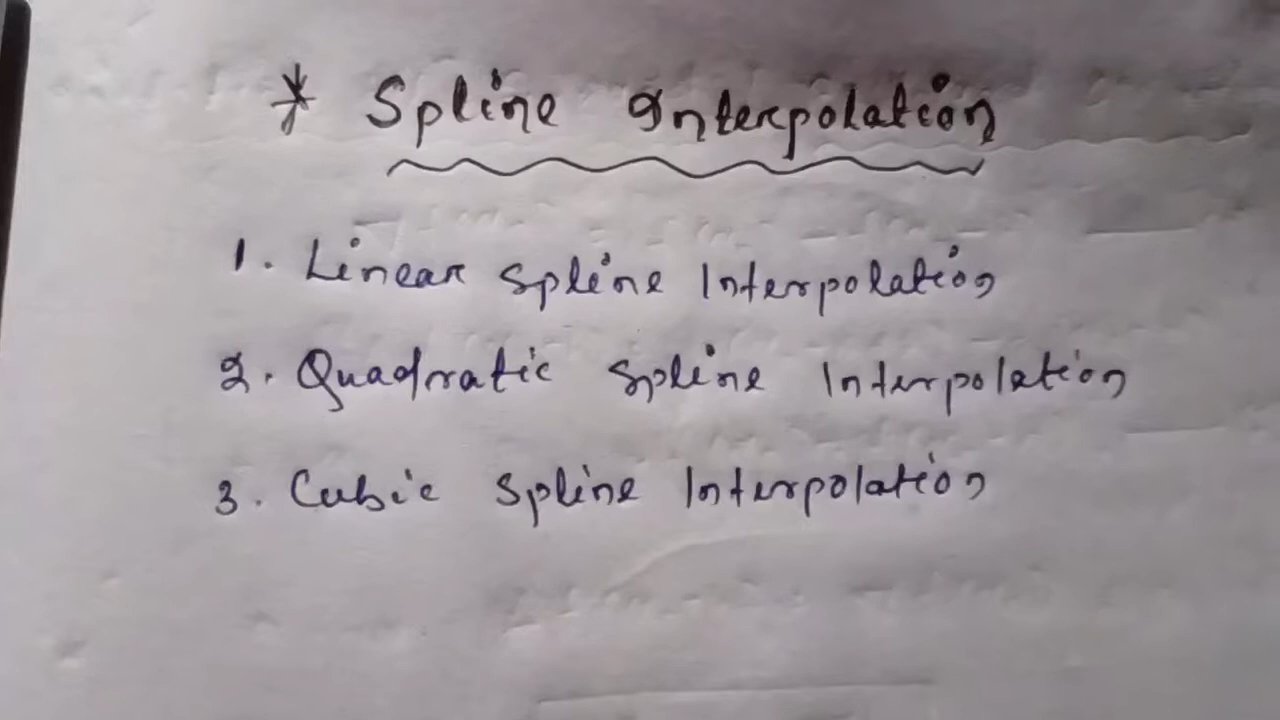 * Spline Interpolation
1. Linear Spline Interpolation
2. Quadratic Spline Interpolation
3. Cubic Spline Interpolation